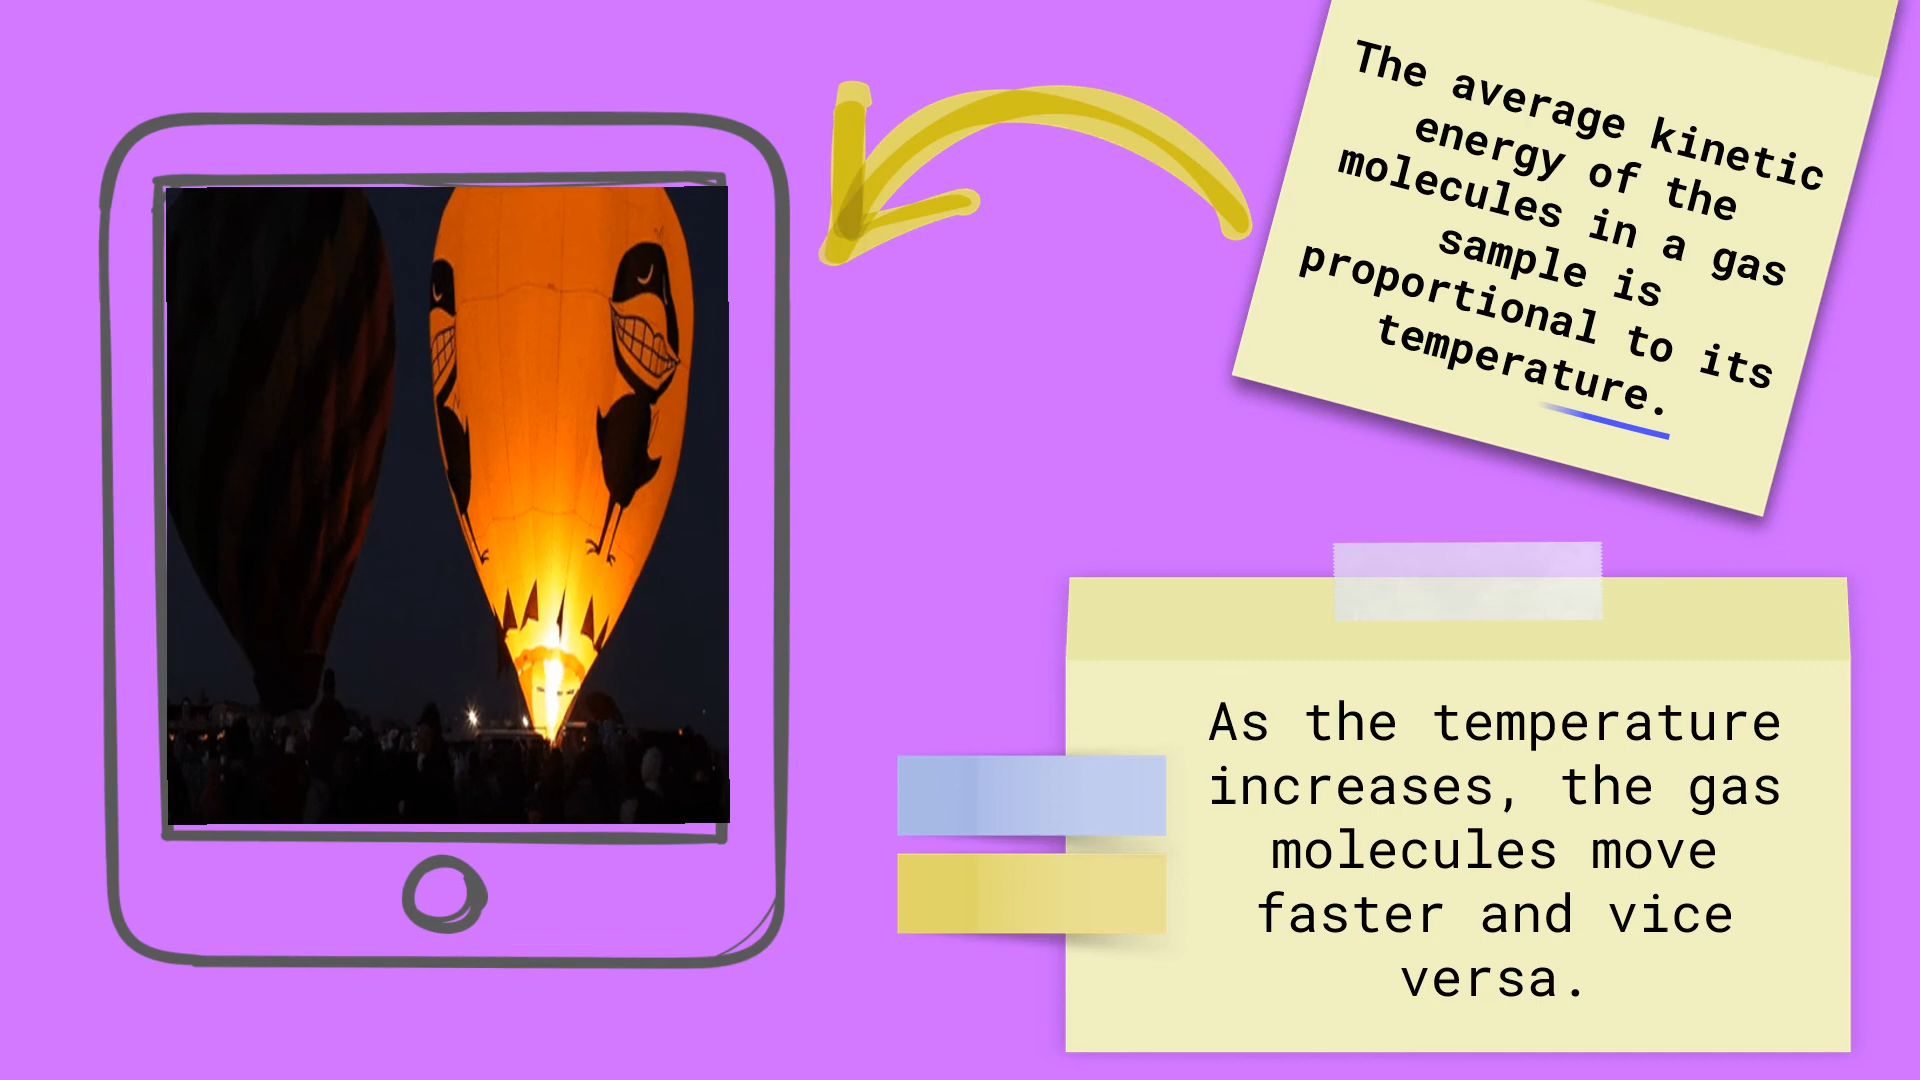 The average kinetic
energy of the
molecules in a gas
sample is
proportional to its
temperature.
As the temperature
increases, the gas
molecules move
faster and vice
versa.